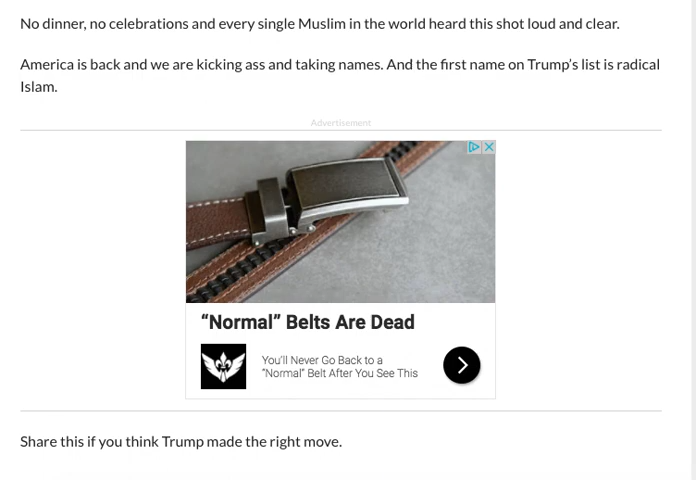 No dinner, no celebrations and every single Muslim in the world heard this shot loud and clear.
America is back and we are kicking ass and taking names. And the first name on Trump’s list is radical
Islam.
Advertisement
“Normal” Belts Are Dead
You'll Never Go Back to a
"Normal" Belt After You See This
Share this if you think Trump made the right move.